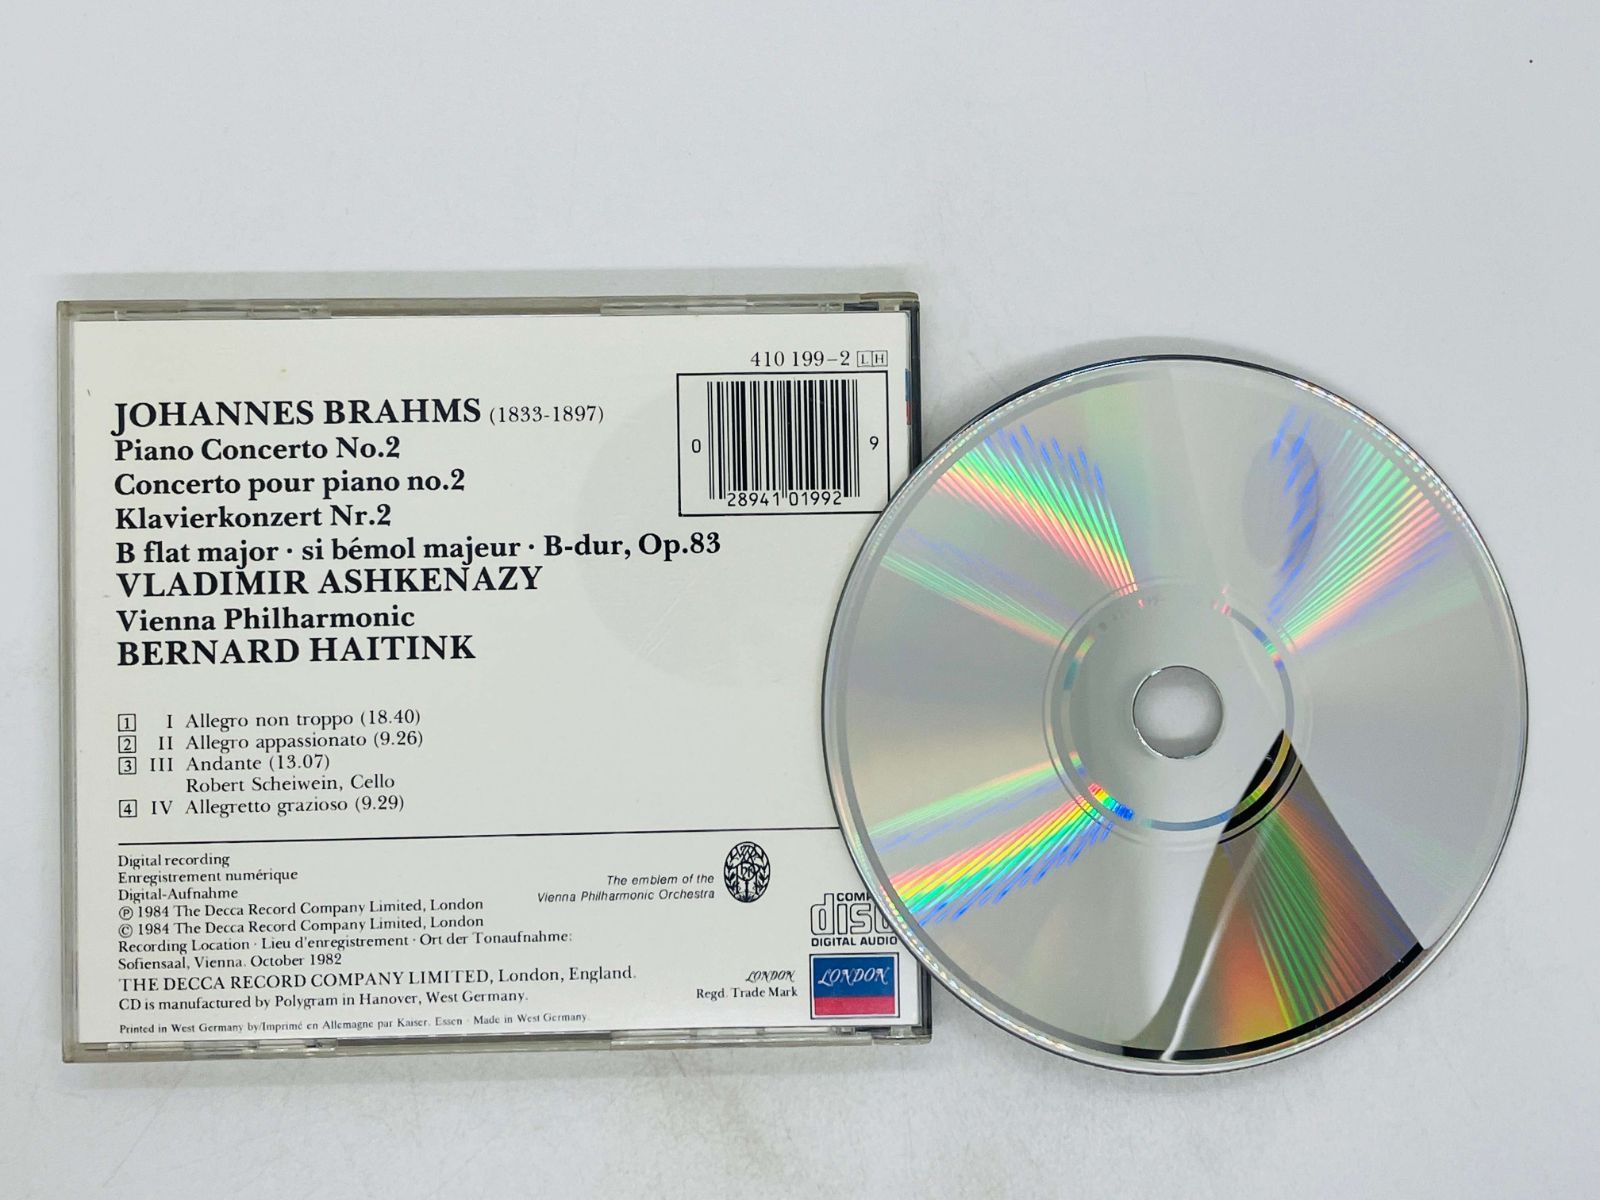 410 199-2 LH
0 28941 01992 9
JOHANNES BRAHMS (1833-1897)
Piano Concerto No.2
Concerto pour piano no.2
Klavierkonzert Nr.2
B flat major · si bémol majeur · B-dur, Op.83
VLADIMIR ASHKENAZY
Vienna Philharmonic
BERNARD HAITINK
1 I Allegro non troppo (18.40)
2 II Allegro appassionato (9.26)
3 III Andante (13.07)
Robert Scheiwein, Cello
4 IV Allegretto grazioso (9.29)
Digital recording
Enregistrement numérique
Digital-Aufnahme
℗ 1984 The Decca Record Company Limited, London
© 1984 The Decca Record Company Limited, London
Recording Location · Lieu d'enregistrement · Ort der Tonaufnahme:
Sofiensaal, Vienna. October 1982
THE DECCA RECORD COMPANY LIMITED, London, England.
CD is manufactured by Polygram in Hanover, West Germany.
Printed in West Germany by/Imprimé en Allemagne par Kaiser, Essen · Made in West Germany.
The emblem of the
Vienna Philharmonic Orchestra
DIGITAL AUDIO
LONDON
Regd. Trade Mark
LONDON